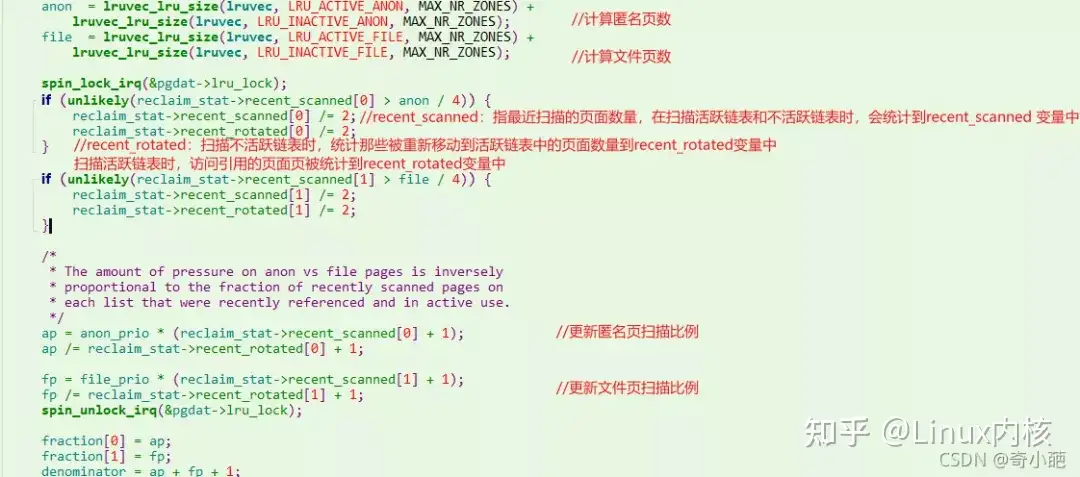 anon  = lruvec_lru_size(lruvec, LRU_ACTIVE_ANON, MAX_NR_ZONES) +
lruvec_lru_size(lruvec, LRU_INACTIVE_ANON, MAX_NR_ZONES); //计算匿名页数
file  = lruvec_lru_size(lruvec, LRU_ACTIVE_FILE, MAX_NR_ZONES) +
lruvec_lru_size(lruvec, LRU_INACTIVE_FILE, MAX_NR_ZONES); //计算文件页数
spin_lock_irq(&pgdat->lru_lock);
if (unlikely(reclaim_stat->recent_scanned[0] > anon / 4)) {
reclaim_stat->recent_scanned[0] /= 2; //recent_scanned：指最近扫描的页面数量，在扫描活跃链表和不活跃链表时，会统计到recent_scanned 变量中
reclaim_stat->recent_rotated[0] /= 2;
} //recent_rotated：扫描不活跃链表时，统计那些被重新移动到活跃链表中的页面数量到recent_rotated变量中
扫描活跃链表时，访问引用的页面页被统计到recent_rotated变量中
if (unlikely(reclaim_stat->recent_scanned[1] > file / 4)) {
reclaim_stat->recent_scanned[1] /= 2;
reclaim_stat->recent_rotated[1] /= 2;
}
/*
* The amount of pressure on anon vs file pages is inversely
* proportional to the fraction of recently scanned pages on
* each list that were recently referenced and in active use.
*/
ap = anon_prio * (reclaim_stat->recent_scanned[0] + 1); //更新匿名页扫描比例
ap /= reclaim_stat->recent_rotated[0] + 1;
fp = file_prio * (reclaim_stat->recent_scanned[1] + 1); //更新文件页扫描比例
fp /= reclaim_stat->recent_rotated[1] + 1;
spin_unlock_irq(&pgdat->lru_lock);
fraction[0] = ap;
fraction[1] = fp;
denominator = ap + fp + 1;
知乎 @Linux内核
CSDN @奇小葩